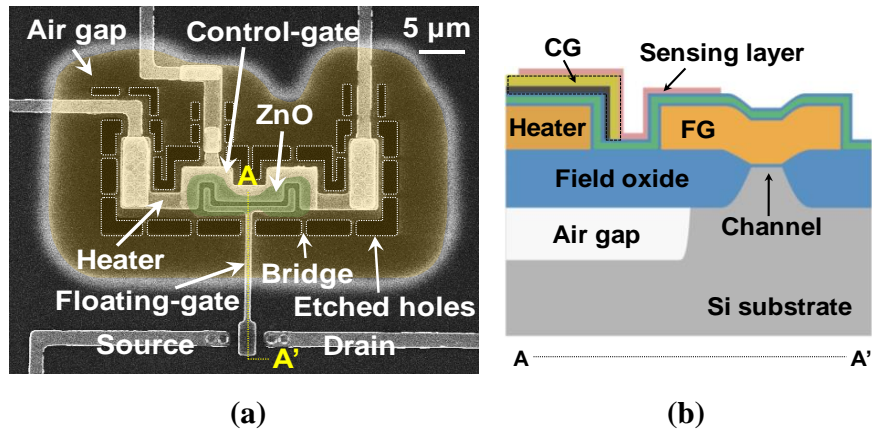 Air gap
Control-gate
5 μm
ZnO
A
Heater
Bridge
Floating-gate
Etched holes
Source
Drain
A'
(a)
CG
Sensing layer
Heater
FG
Field oxide
Channel
Air gap
Si substrate
A
A'
(b)